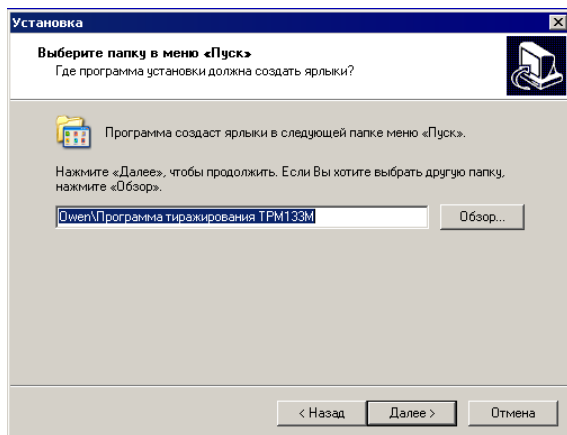 Установка
Выберите папку в меню «Пуск»
Где программа установки должна создать ярлыки?
Программа создаст ярлыки в следующей папке меню «Пуск».
Нажмите «Далее», чтобы продолжить. Если Вы хотите выбрать другую папку,
нажмите «Обзор».
Owen\Программа тиражирования ТРМ133М
Обзор...
< Назад
Далее >
Отмена